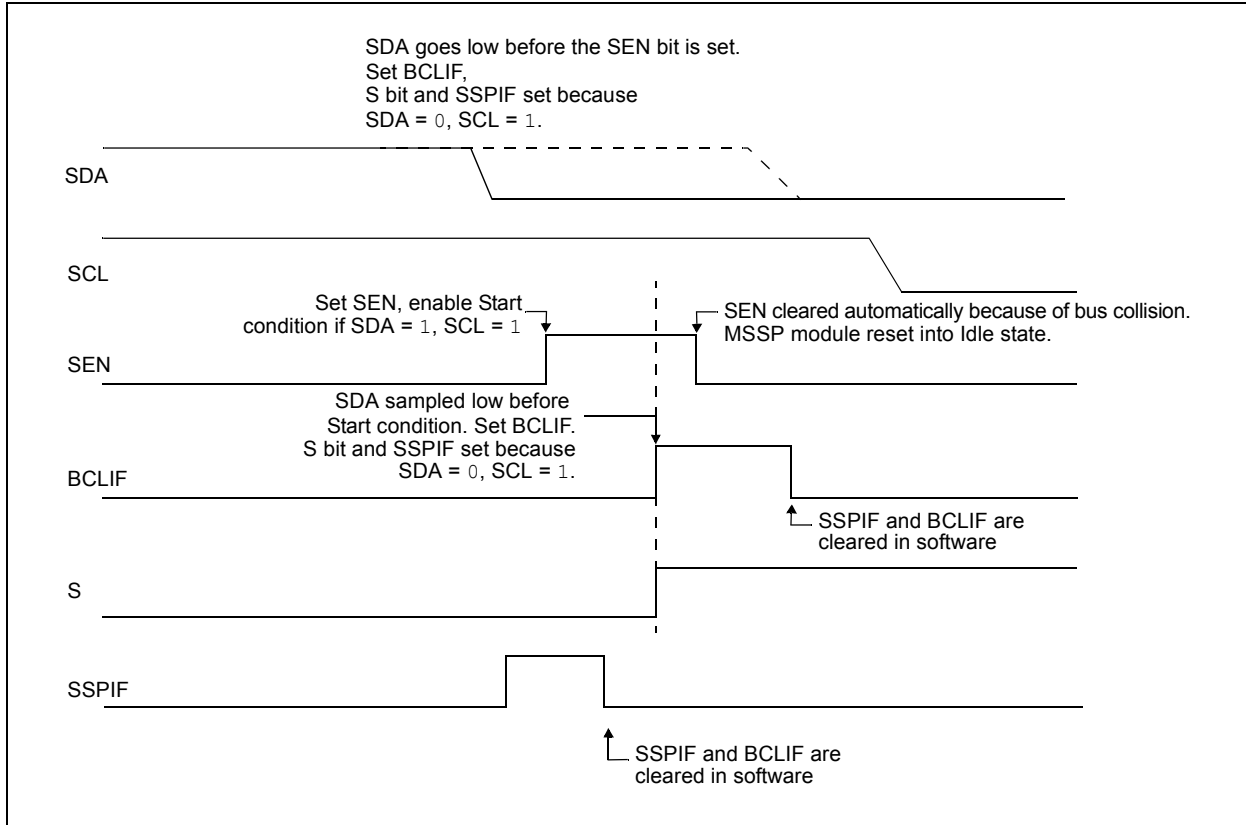 SDA goes low before the SEN bit is set.
Set BCLIF,
S bit and SSPIF set because
SDA = 0, SCL = 1.
SDA
SCL
Set SEN, enable Start
condition if SDA = 1, SCL = 1
SEN cleared automatically because of bus collision.
MSSP module reset into Idle state.
SEN
SDA sampled low before
Start condition. Set BCLIF.
S bit and SSPIF set because
SDA = 0, SCL = 1.
BCLIF
SSPIF and BCLIF are
cleared in software
S
SSPIF
SSPIF and BCLIF are
cleared in software